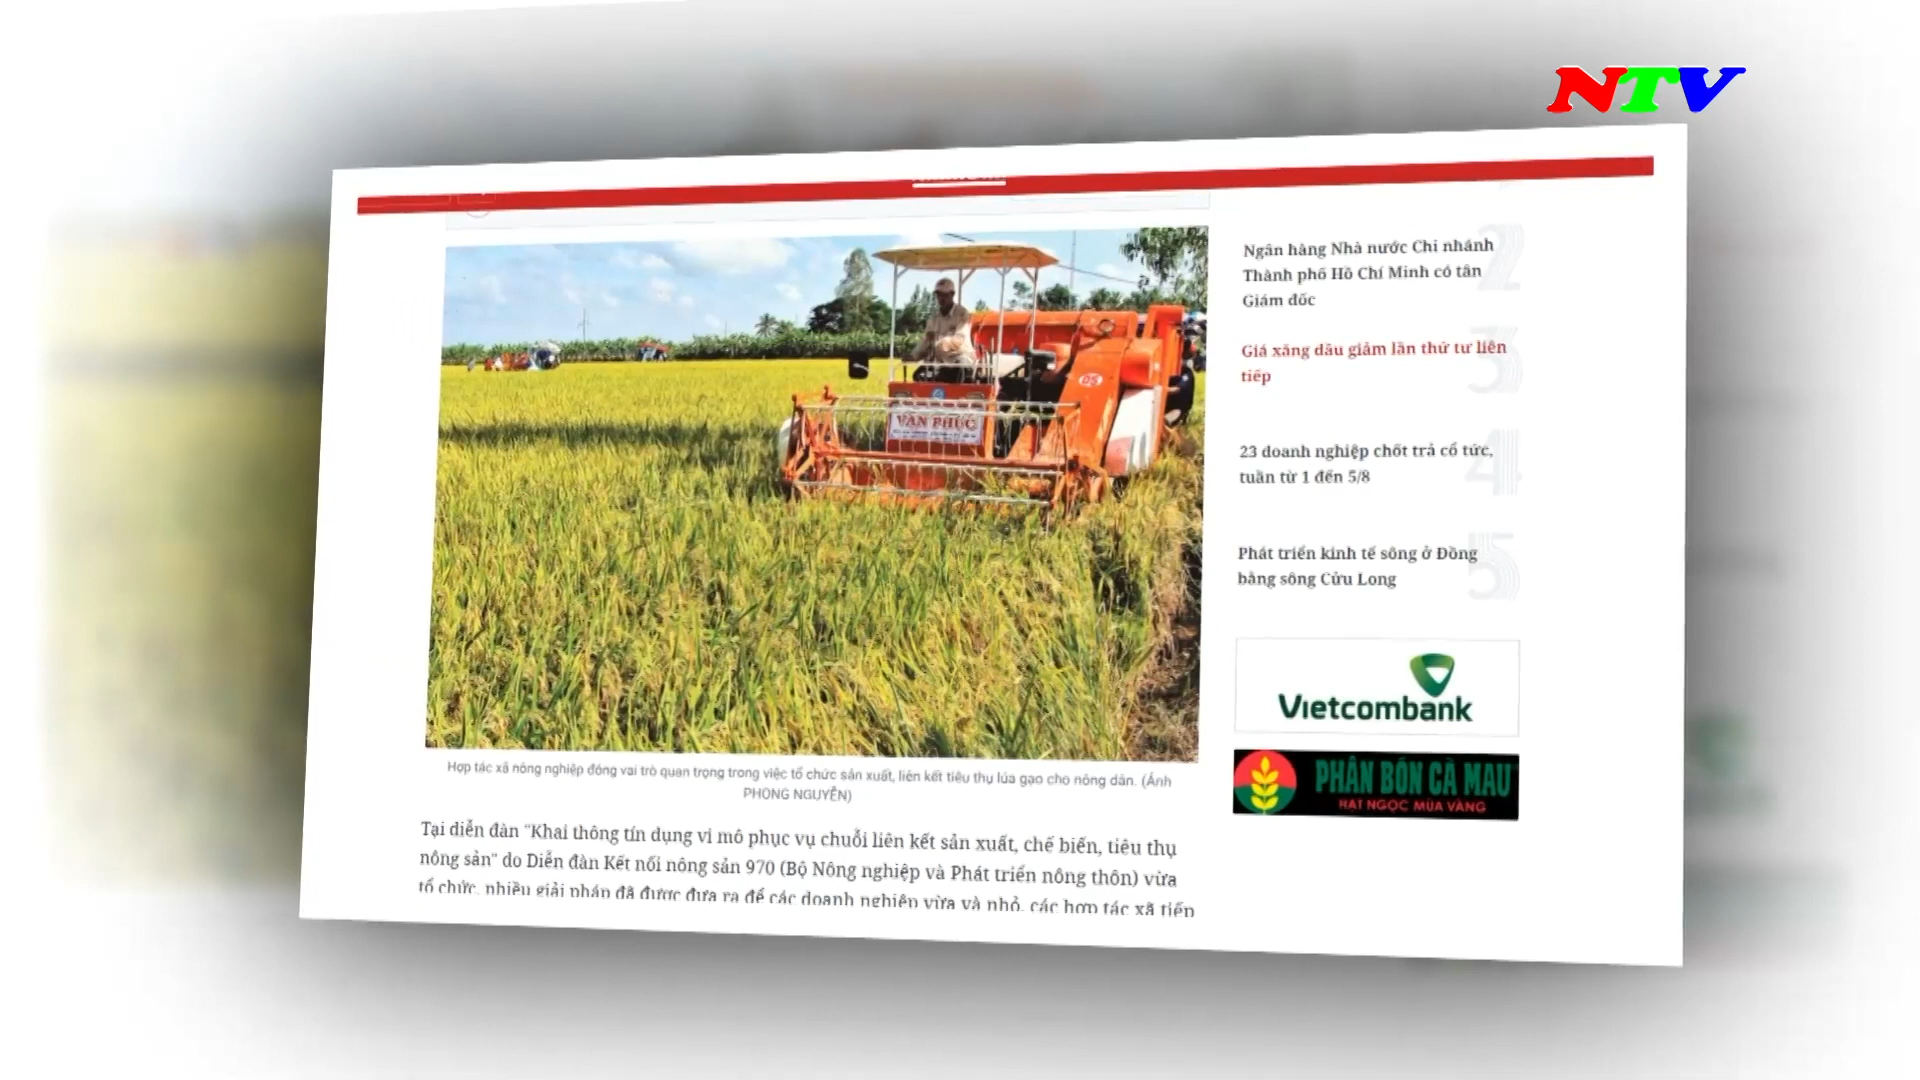 NTV
VẠN PHÚC
D5
Hợp tác xã nông nghiệp đóng vai trò quan trọng trong việc tổ chức sản xuất, liên kết tiêu thụ lúa gạo cho nông dân. (Ảnh
PHONG NGUYỄN)
Tại diễn đàn "Khai thông tín dụng vi mô phục vụ chuỗi liên kết sản xuất, chế biến, tiêu thụ
nông sản" do Diễn đàn Kết nối nông sản 970 (Bộ Nông nghiệp và Phát triển nông thôn) vừa
tổ chức, nhiều giải pháp đã được đưa ra để các doanh nghiệp vừa và nhỏ, các hợp tác xã tiếp
2
Ngân hàng Nhà nước Chi nhánh
Thành phố Hồ Chí Minh có tân
Giám đốc
3
Giá xăng dầu giảm lần thứ tư liên
tiếp
4
23 doanh nghiệp chốt trả cổ tức,
tuần từ 1 đến 5/8
5
Phát triển kinh tế sông ở Đồng
bằng sông Cửu Long
Vietcombank
PHÂN BÓN CÀ MAU
HẠT NGỌC MÙA VÀNG